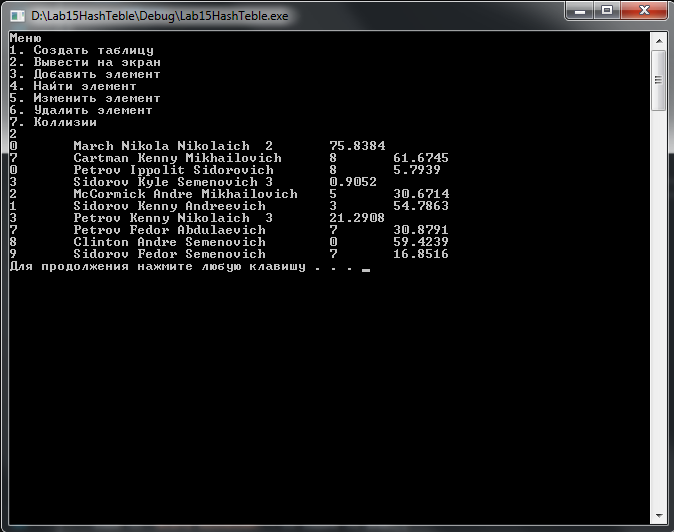 D:\Lab15HashTeble\Debug\Lab15HashTeble.exe
Меню
1. Создать таблицу
2. Вывести на экран
3. Добавить элемент
4. Найти элемент
5. Изменить элемент
6. Удалить элемент
7. Коллизии
2
0 March Nikola Nikolaich 2 75.8384
7 Cartman Kenny Mikhailovich 8 61.6745
0 Petrov Ippolit Sidorovich 8 5.7939
3 Sidorov Kyle Semenovich 3 0.9052
2 McCormick Andre Mikhailovich 5 30.6714
1 Sidorov Kenny Andreevich 3 54.7863
3 Petrov Kenny Nikolaich 3 21.2908
7 Petrov Fedor Abdulaevich 7 30.8791
8 Clinton Andre Semenovich 0 59.4239
9 Sidorov Fedor Semenovich 7 16.8516
Для продолжения нажмите любую клавишу . . .